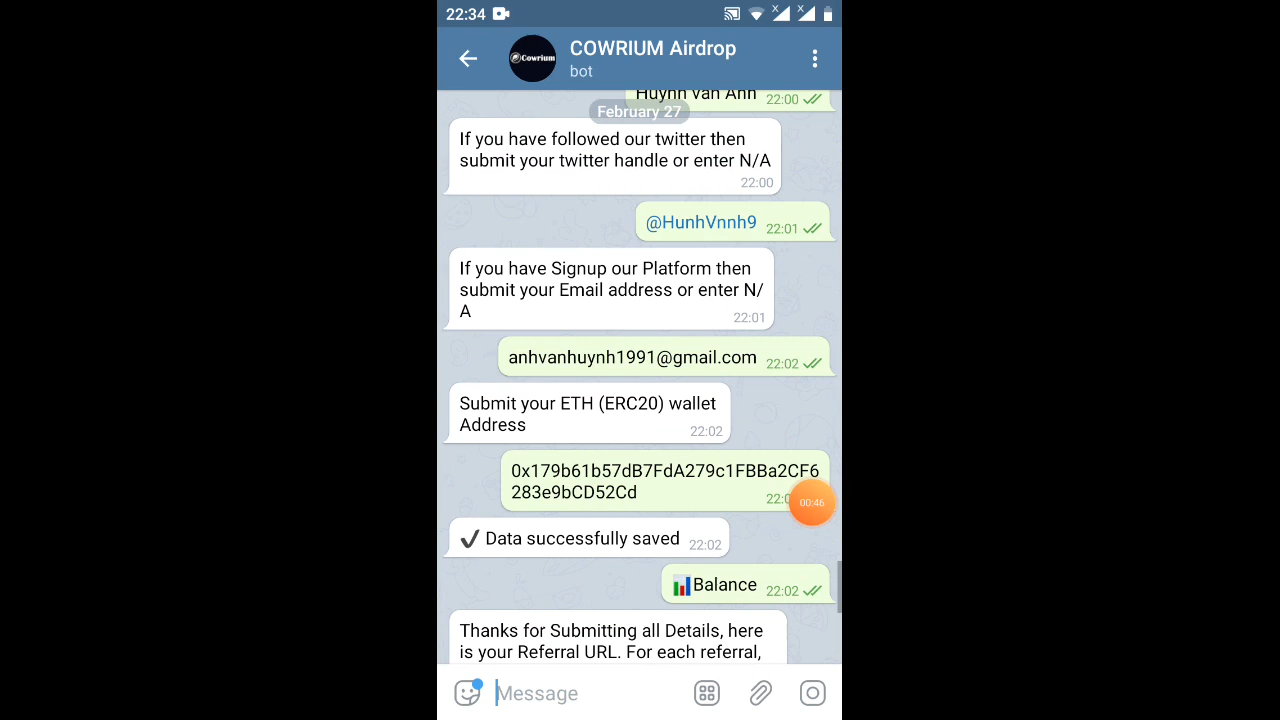 22:34
COWRIUM Airdrop
Cowrium
bot
Huynh Van Anh
22:00
February 27
If you have followed our twitter then
submit your twitter handle or enter N/A
22:00
@HunhVnnh9 22:01
If you have Signup our Platform then
submit your Email address or enter N/
A
22:01
anhvanhuynh1991@gmail.com 22:02
Submit your ETH (ERC20) wallet
Address
22:02
0x179b61b57dB7FdA279c1FBBa2CF6
283e9bCD52Cd
00:46
Data successfully saved 22:02
Balance 22:02
Thanks for Submitting all Details, here
is your Referral URL. For each referral,
Message